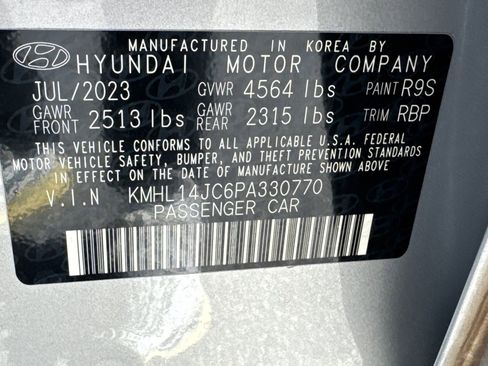 MANUFACTURED IN KOREA BY
HYUNDAI MOTOR COMPANY
JUL/2023 GVWR 4564 lbs PAINT R9S
GAWR FRONT 2513 lbs GAWR REAR 2315 lbs TRIM RBP
THIS VEHICLE CONFORMS TO ALL APPLICABLE U.S.A. FEDERAL
MOTOR VEHICLE SAFETY, BUMPER, AND THEFT PREVENTION STANDARDS
IN EFFECT ON THE DATE OF MANUFACTURE SHOWN ABOVE
V.I.N KMHL14JC6PA330770
PASSENGER CAR